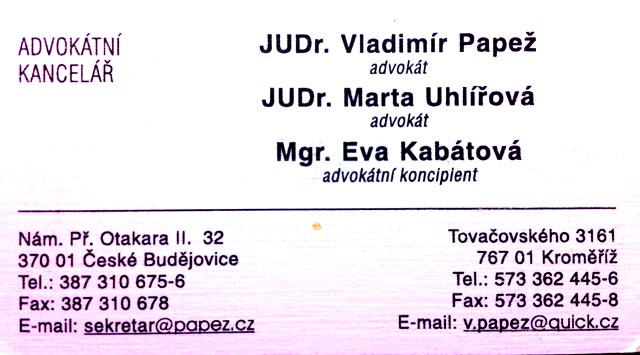 ADVOKÁTNÍ
KANCELÁŘ
JUDr. Vladimír Papež
advokát
JUDr. Marta Uhlířová
advokát
Mgr. Eva Kabátová
advokátní koncipient
Nám. Př. Otakara II. 32
370 01 České Budějovice
Tel.: 387 310 675-6
Fax: 387 310 678
E-mail: sekretar@papez.cz
Tovačovského 3161
767 01 Kroměříž
Tel.: 573 362 445-6
Fax: 573 362 445-8
E-mail: v.papez@quick.cz